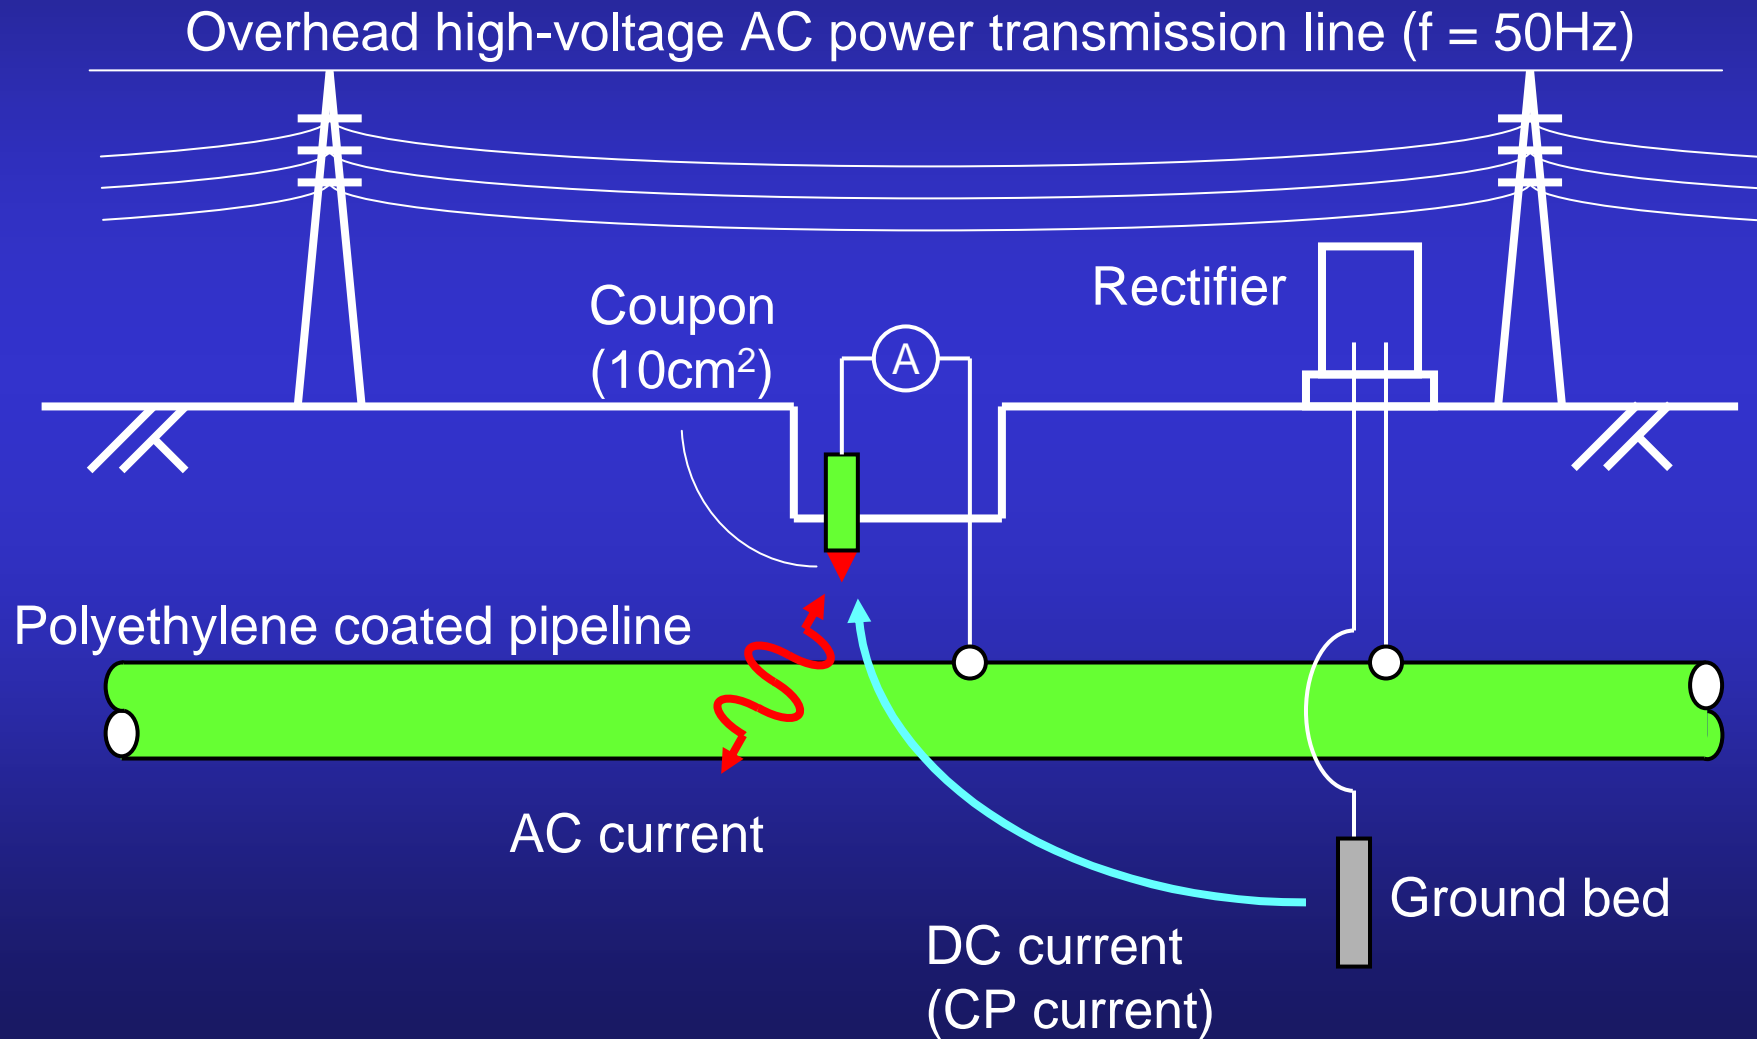 Overhead high-voltage AC power transmission line (f = 50Hz)
Rectifier
Coupon
(10cm²)
A
Polyethylene coated pipeline
AC current
Ground bed
DC current
(CP current)